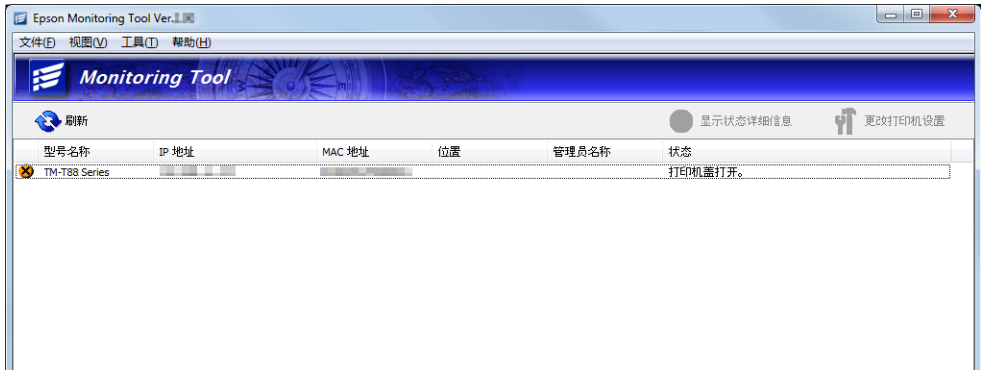 Epson Monitoring Tool Ver.
文件(F) 视图(V) 工具(T) 帮助(H)
Monitoring Tool
刷新 显示状态详细信息 更改打印机设置
型号名称 IP 地址 MAC 地址 位置 管理员名称 状态
TM-T88 Series 打印机盖打开。